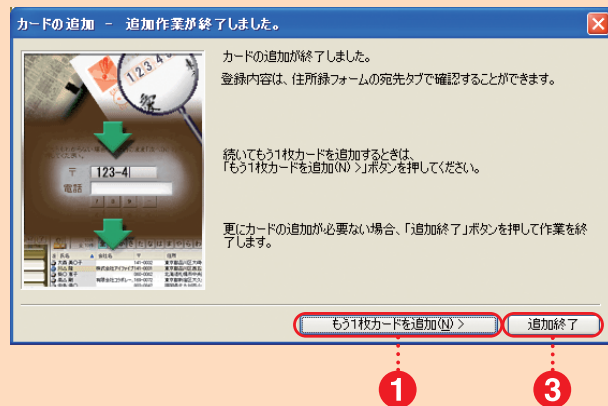 カードの追加 － 追加作業が終了しました。
カードの追加が終了しました。
登録内容は、住所録フォームの宛先タブで確認することができます。
1234
〒 123-4
電話
続いてもう1枚カードを追加するときは、
「もう1枚カードを追加(N) >」ボタンを押してください。
更にカードの追加が必要ない場合、「追加終了」ボタンを押して作業を終
了します。
もう1枚カードを追加(N) >
追加終了
1
3